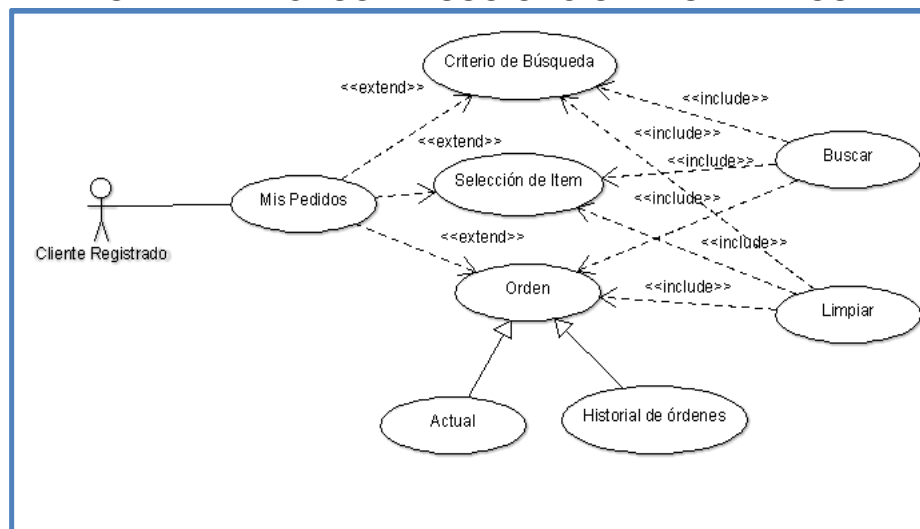 Criterio de Búsqueda
<<extend>>
<<include>>
<<extend>>
<<include>>
Buscar
<<include>>
Selección de Item
Mis Pedidos
<<include>>
Cliente Registrado
<<extend>>
<<include>>
Orden
<<include>>
Limpiar
Actual
Historial de órdenes